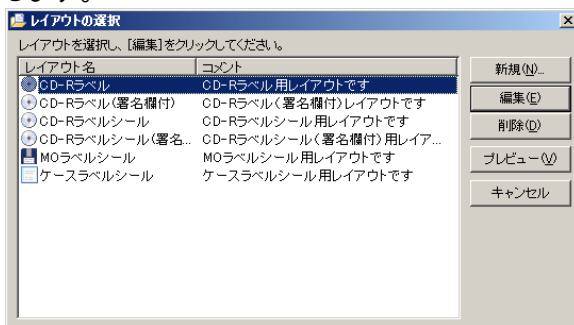 レイアウトの選択
レイアウトを選択し、[編集]をクリックしてください。
レイアウト名 コメント
CD-Rラベル CD-Rラベル用レイアウトです
CD-Rラベル(署名欄付) CD-Rラベル(署名欄付)レイアウトです
CD-Rラベルシール CD-Rラベルシール用レイアウトです
CD-Rラベルシール(署名... CD-Rラベルシール(署名欄付)用レイア...
MOラベルシール MOラベルシール用レイアウトです
ケースラベルシール ケースラベルシール用レイアウトです
新規(N)...
編集(E)
削除(D)
プレビュー(V)
キャンセル